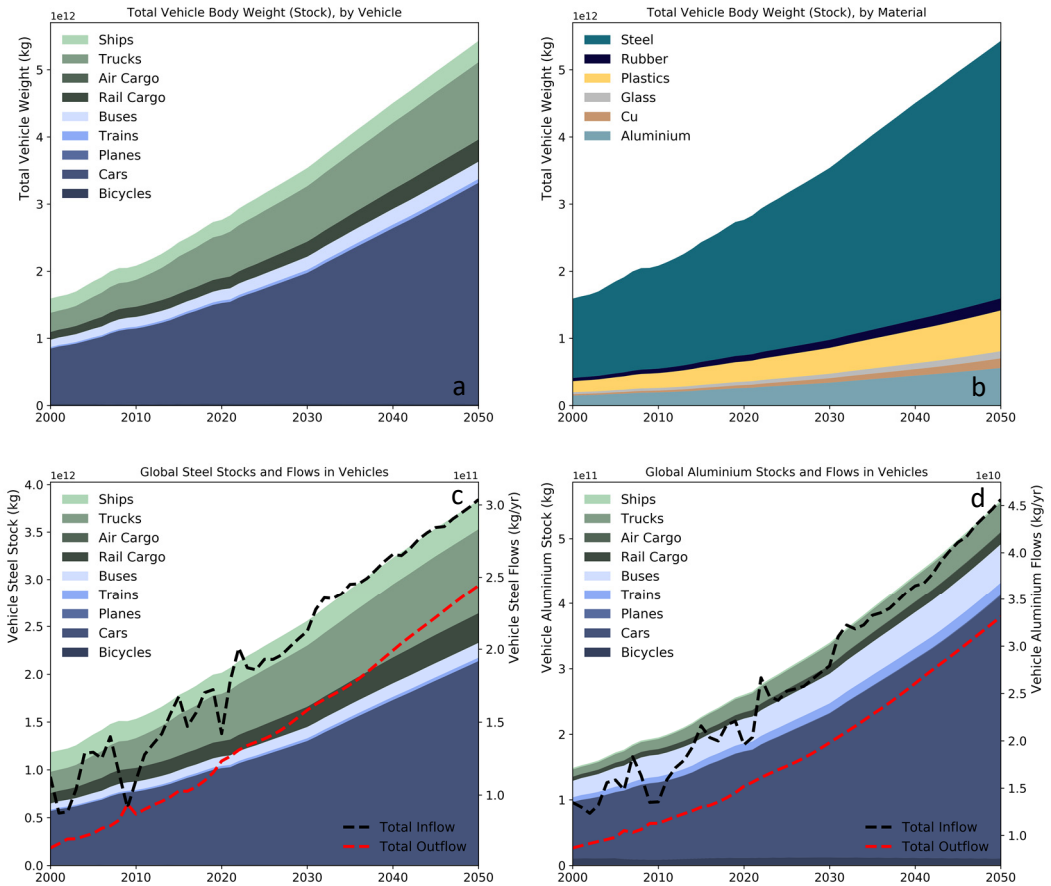 Total Vehicle Body Weight (Stock), by Vehicle
1e12
Total Vehicle Weight (kg)
5
4
3
2
1
0
Ships
Trucks
Air Cargo
Rail Cargo
Buses
Trains
Planes
Cars
Bicycles
a
2000 2010 2020 2030 2040 2050
Total Vehicle Body Weight (Stock), by Material
1e12
Total Vehicle Weight (kg)
5
4
3
2
1
0
Steel
Rubber
Plastics
Glass
Cu
Aluminium
b
2000 2010 2020 2030 2040 2050
Global Steel Stocks and Flows in Vehicles
1e12
1e11
c
Vehicle Steel Stock (kg)
4.0
3.5
3.0
2.5
2.0
1.5
1.0
0.5
0.0
Ships
Trucks
Air Cargo
Rail Cargo
Buses
Trains
Planes
Cars
Bicycles
Total Inflow
Total Outflow
3.0
2.5
2.0
1.5
1.0
Vehicle Steel Flows (kg/yr)
2000 2010 2020 2030 2040 2050
Global Aluminium Stocks and Flows in Vehicles
1e11
1e10
d
Vehicle Aluminium Stock (kg)
5
4
3
2
1
0
Ships
Trucks
Air Cargo
Rail Cargo
Buses
Trains
Planes
Cars
Bicycles
Total Inflow
Total Outflow
4.5
4.0
3.5
3.0
2.5
2.0
1.5
1.0
Vehicle Aluminium Flows (kg/yr)
2000 2010 2020 2030 2040 2050